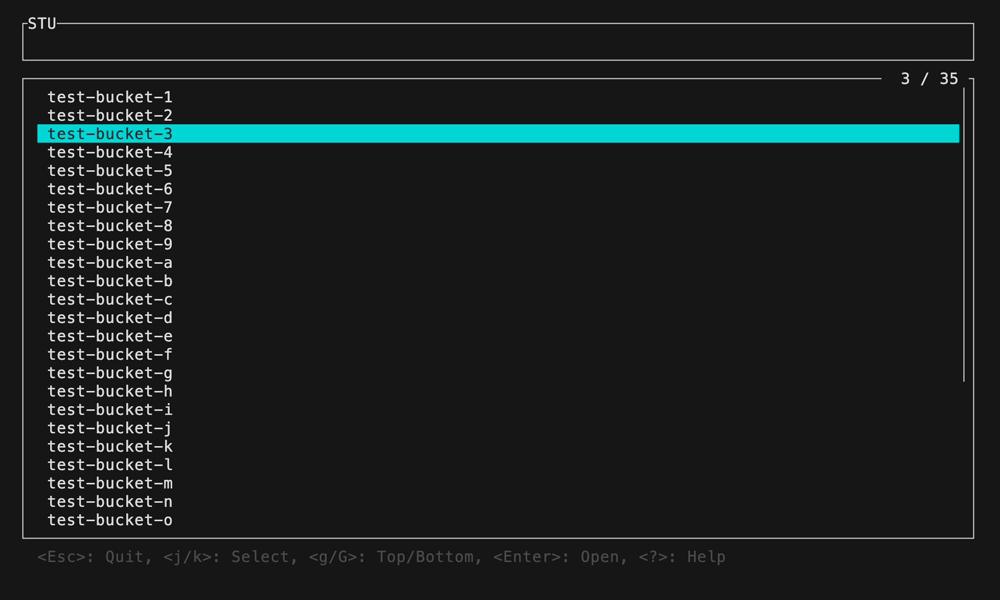 STU
3 / 35
test-bucket-1
test-bucket-2
test-bucket-3
test-bucket-4
test-bucket-5
test-bucket-6
test-bucket-7
test-bucket-8
test-bucket-9
test-bucket-a
test-bucket-b
test-bucket-c
test-bucket-d
test-bucket-e
test-bucket-f
test-bucket-g
test-bucket-h
test-bucket-i
test-bucket-j
test-bucket-k
test-bucket-l
test-bucket-m
test-bucket-n
test-bucket-o
<Esc>: Quit, <j/k>: Select, <g/G>: Top/Bottom, <Enter>: Open, <?>: Help